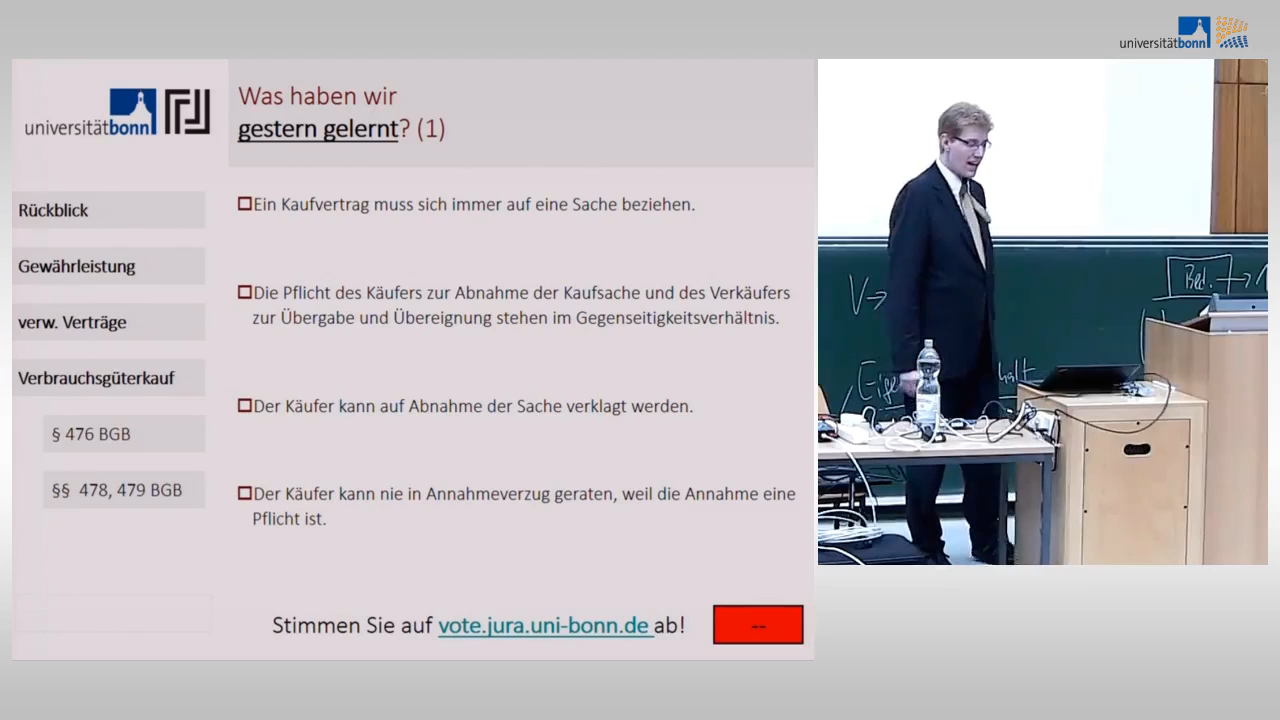 universitätbonn
universitätbonn
Was haben wir
gestern gelernt? (1)
Rückblick
Gewährleistung
verw. Verträge
Verbrauchsgüterkauf
§ 476 BGB
§§ 478, 479 BGB
Ein Kaufvertrag muss sich immer auf eine Sache beziehen.
Die Pflicht des Käufers zur Abnahme der Kaufsache und des Verkäufers
zur Übergabe und Übereignung stehen im Gegenseitigkeitsverhältnis.
Der Käufer kann auf Abnahme der Sache verklagt werden.
Der Käufer kann nie in Annahmeverzug geraten, weil die Annahme eine
Pflicht ist.
Stimmen Sie auf vote.jura.uni-bonn.de ab!
--
V→
Bed. →